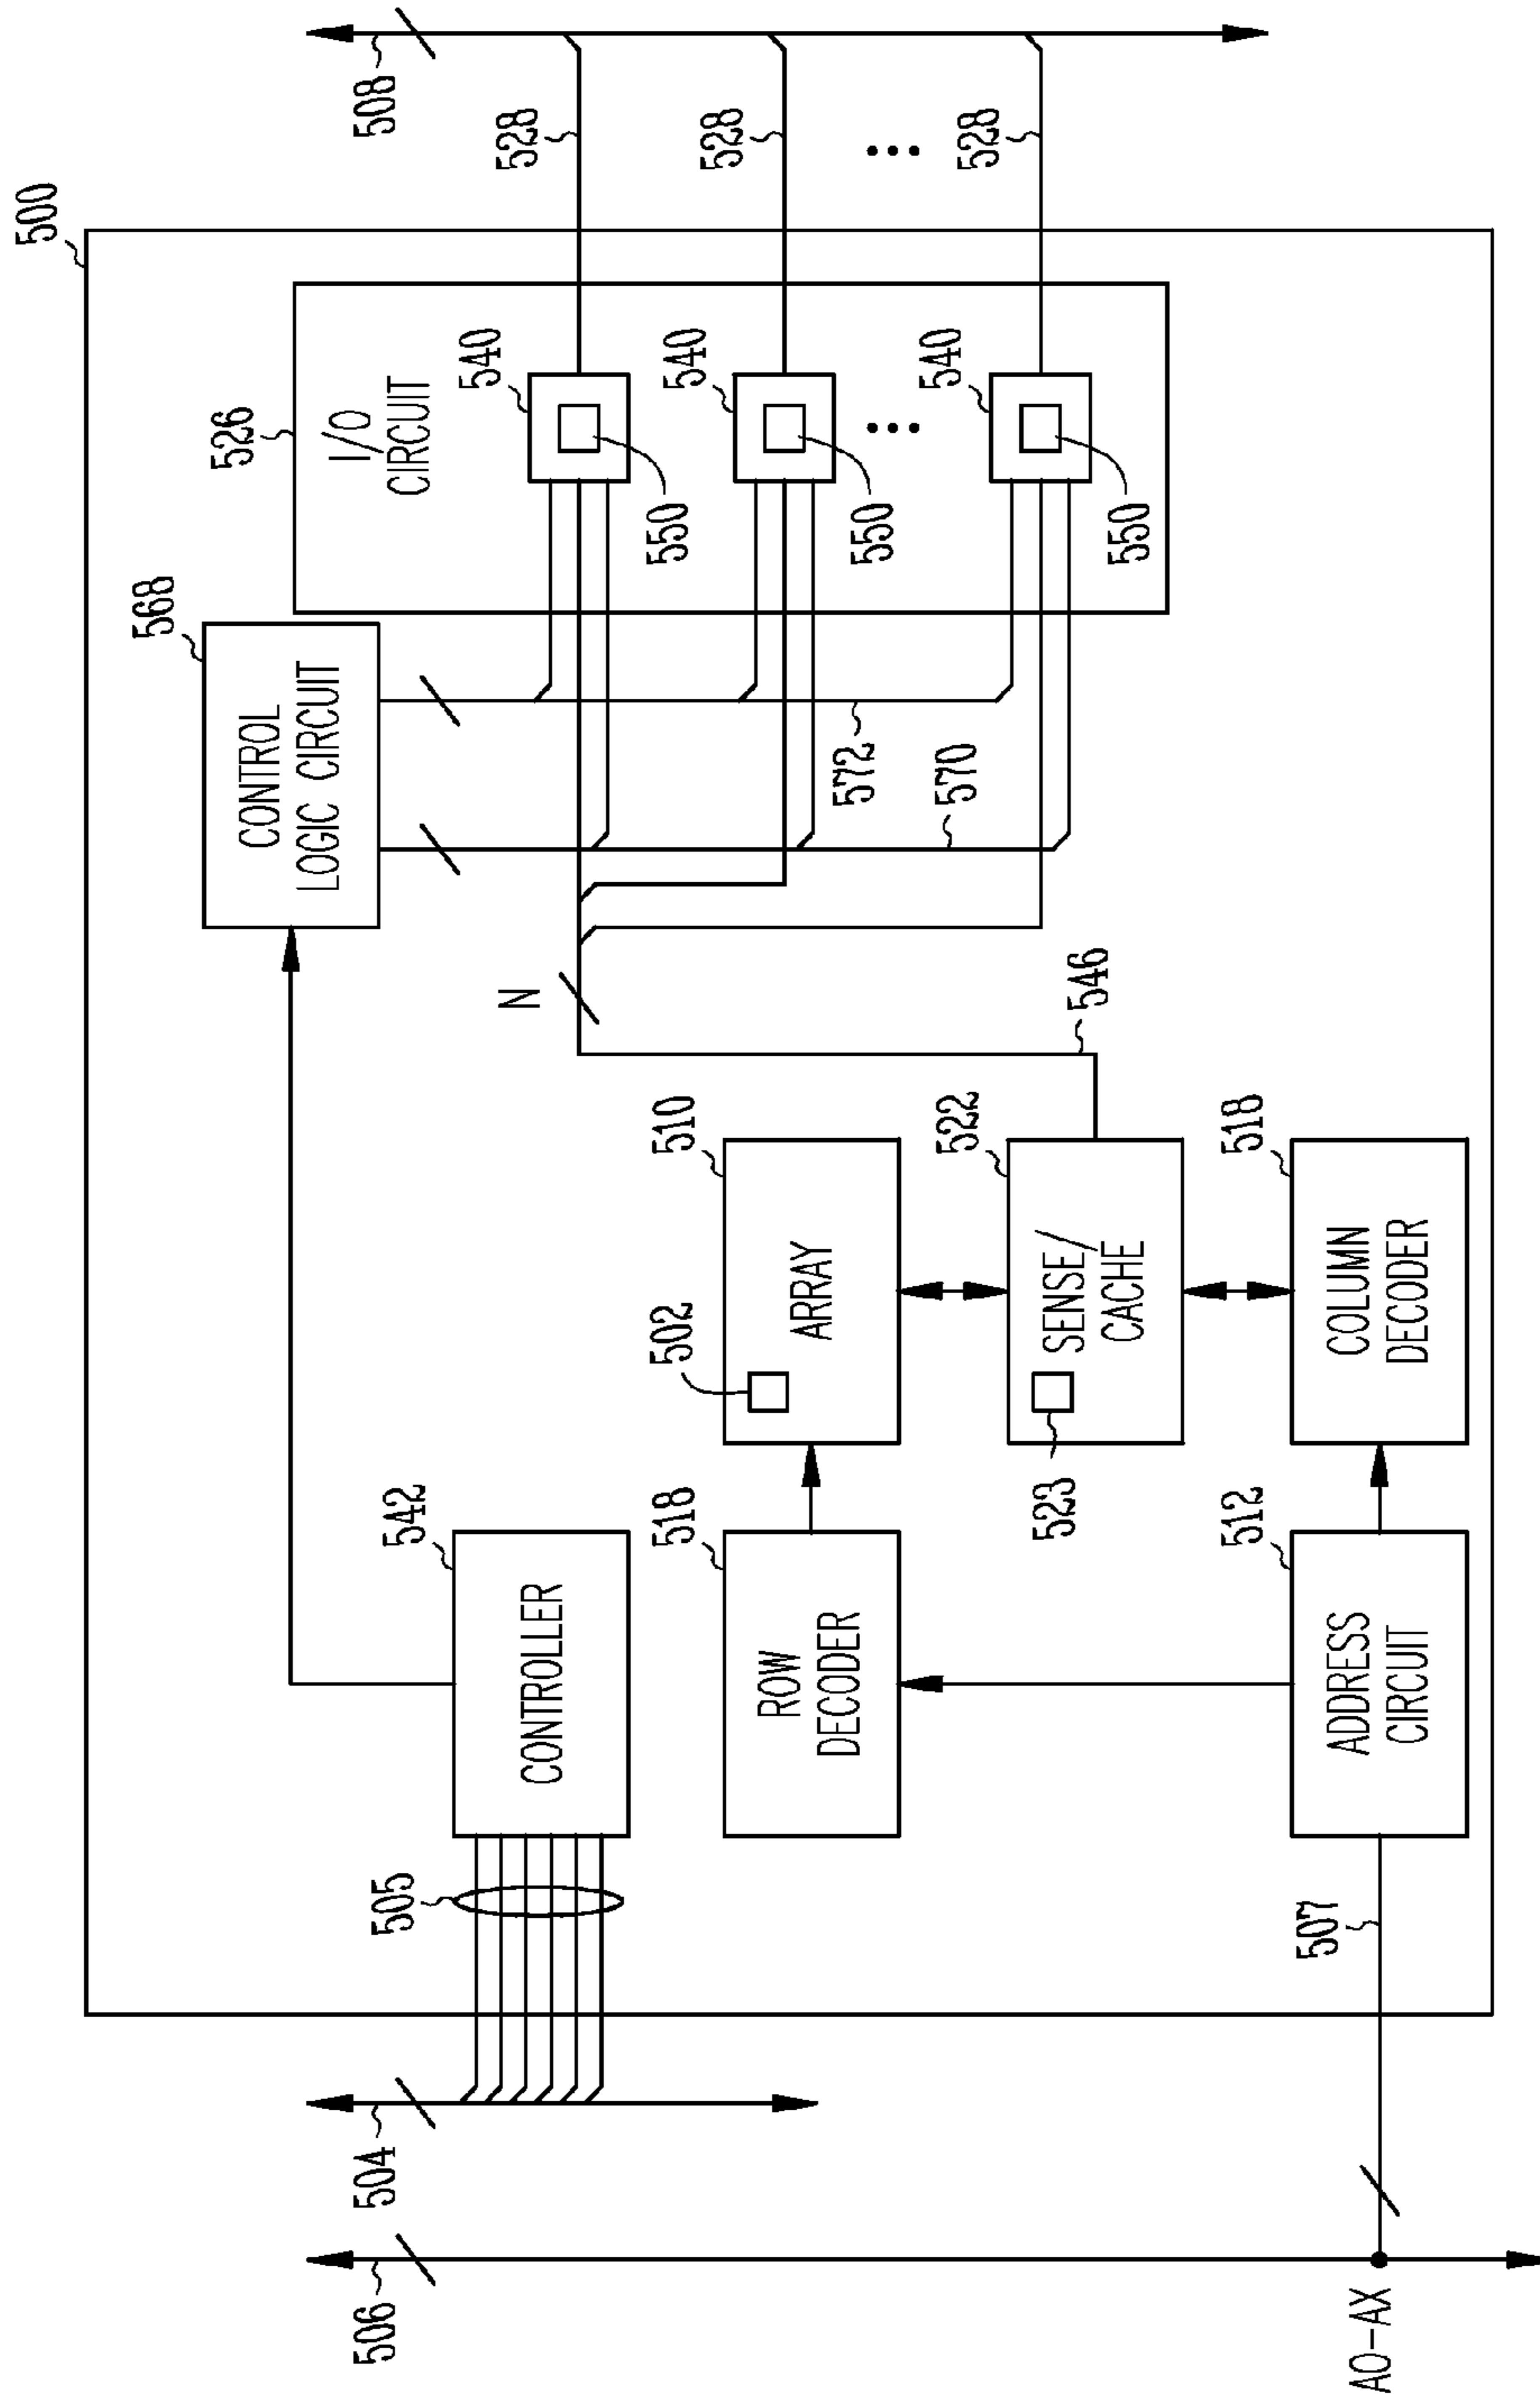 500
568
526
CONTROL
LOGIC CIRCUIT
I/O
CIRCUIT
506
504
505
542
508
540
528
N
CONTROLLER
550
518
502
510
540
528
ROW
DECODER
ARRAY
572
550
570
522
540
528
523
SENSE/
CACHE
546
550
512
518
507
ADDRESS
CIRCUIT
COLUMN
DECODER
A0-AX